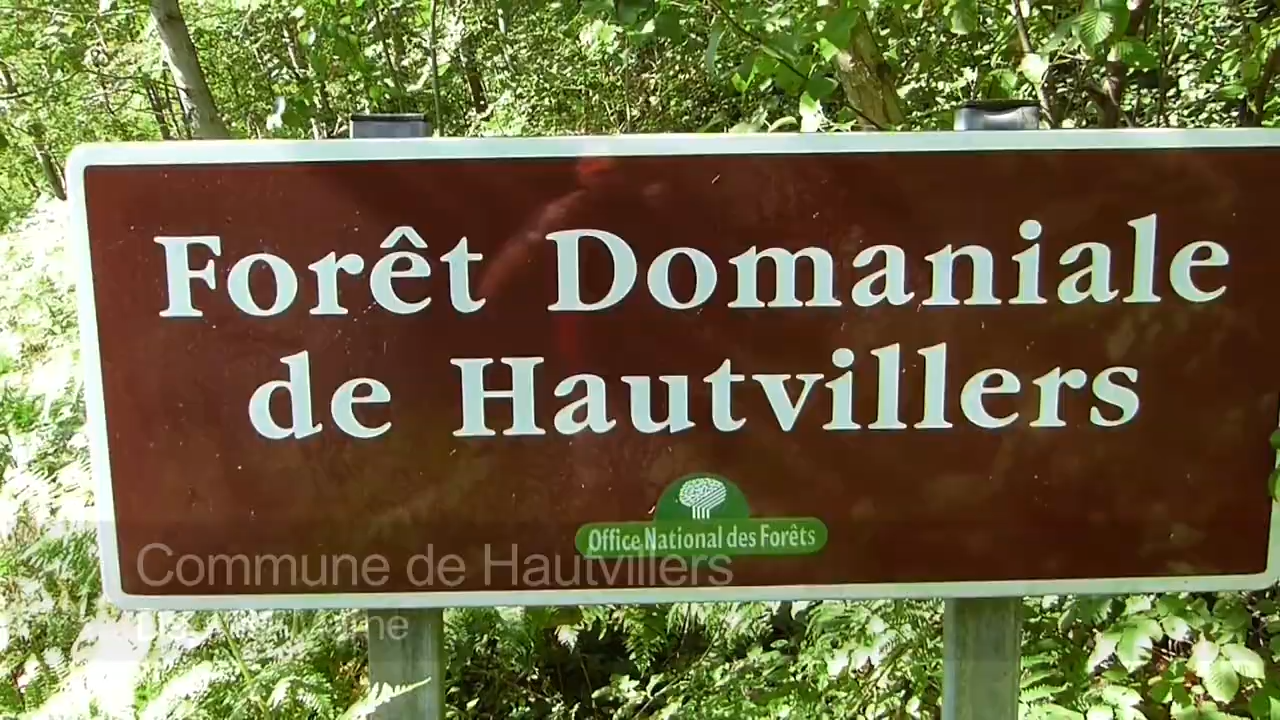 Forêt Domaniale
de Hautvillers
Office National des Forêts
Commune de Hautvillers